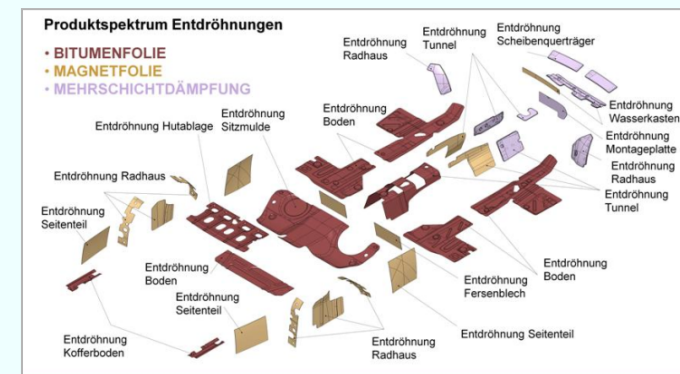 Produktspektrum Entdröhnungen
• BITUMENFOLIE
• MAGNETFOLIE
• MEHRSCHICHTDÄMPFUNG
Entdröhnung
Radhaus
Entdröhnung
Tunnel
Entdröhnung
Scheibenquerträger
Entdröhnung Hutablage
Entdröhnung
Sitzmulde
Entdröhnung
Boden
Entdröhnung
Wasserkasten
Entdröhnung
Montageplatte
Entdröhnung
Radhaus
Entdröhnung
Tunnel
Entdröhnung Radhaus
Entdröhnung
Seitenteil
Entdröhnung
Boden
Entdröhnung
Seitenteil
Entdröhnung
Boden
Entdröhnung
Fersenblech
Entdröhnung
Kofferboden
Entdröhnung
Radhaus
Entdröhnung Seitenteil